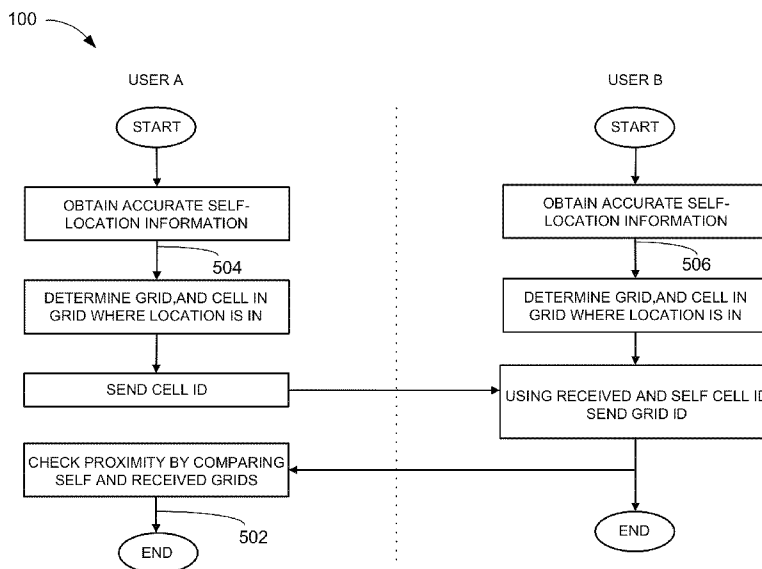 100
USER A
USER B
START
START
OBTAIN ACCURATE SELF-
LOCATION INFORMATION
OBTAIN ACCURATE SELF-
LOCATION INFORMATION
504
506
DETERMINE GRID,AND CELL IN
GRID WHERE LOCATION IS IN
DETERMINE GRID,AND CELL IN
GRID WHERE LOCATION IS IN
SEND CELL ID
USING RECEIVED AND SELF CELL ID
SEND GRID ID
CHECK PROXIMITY BY COMPARING
SELF AND RECEIVED GRIDS
502
END
END